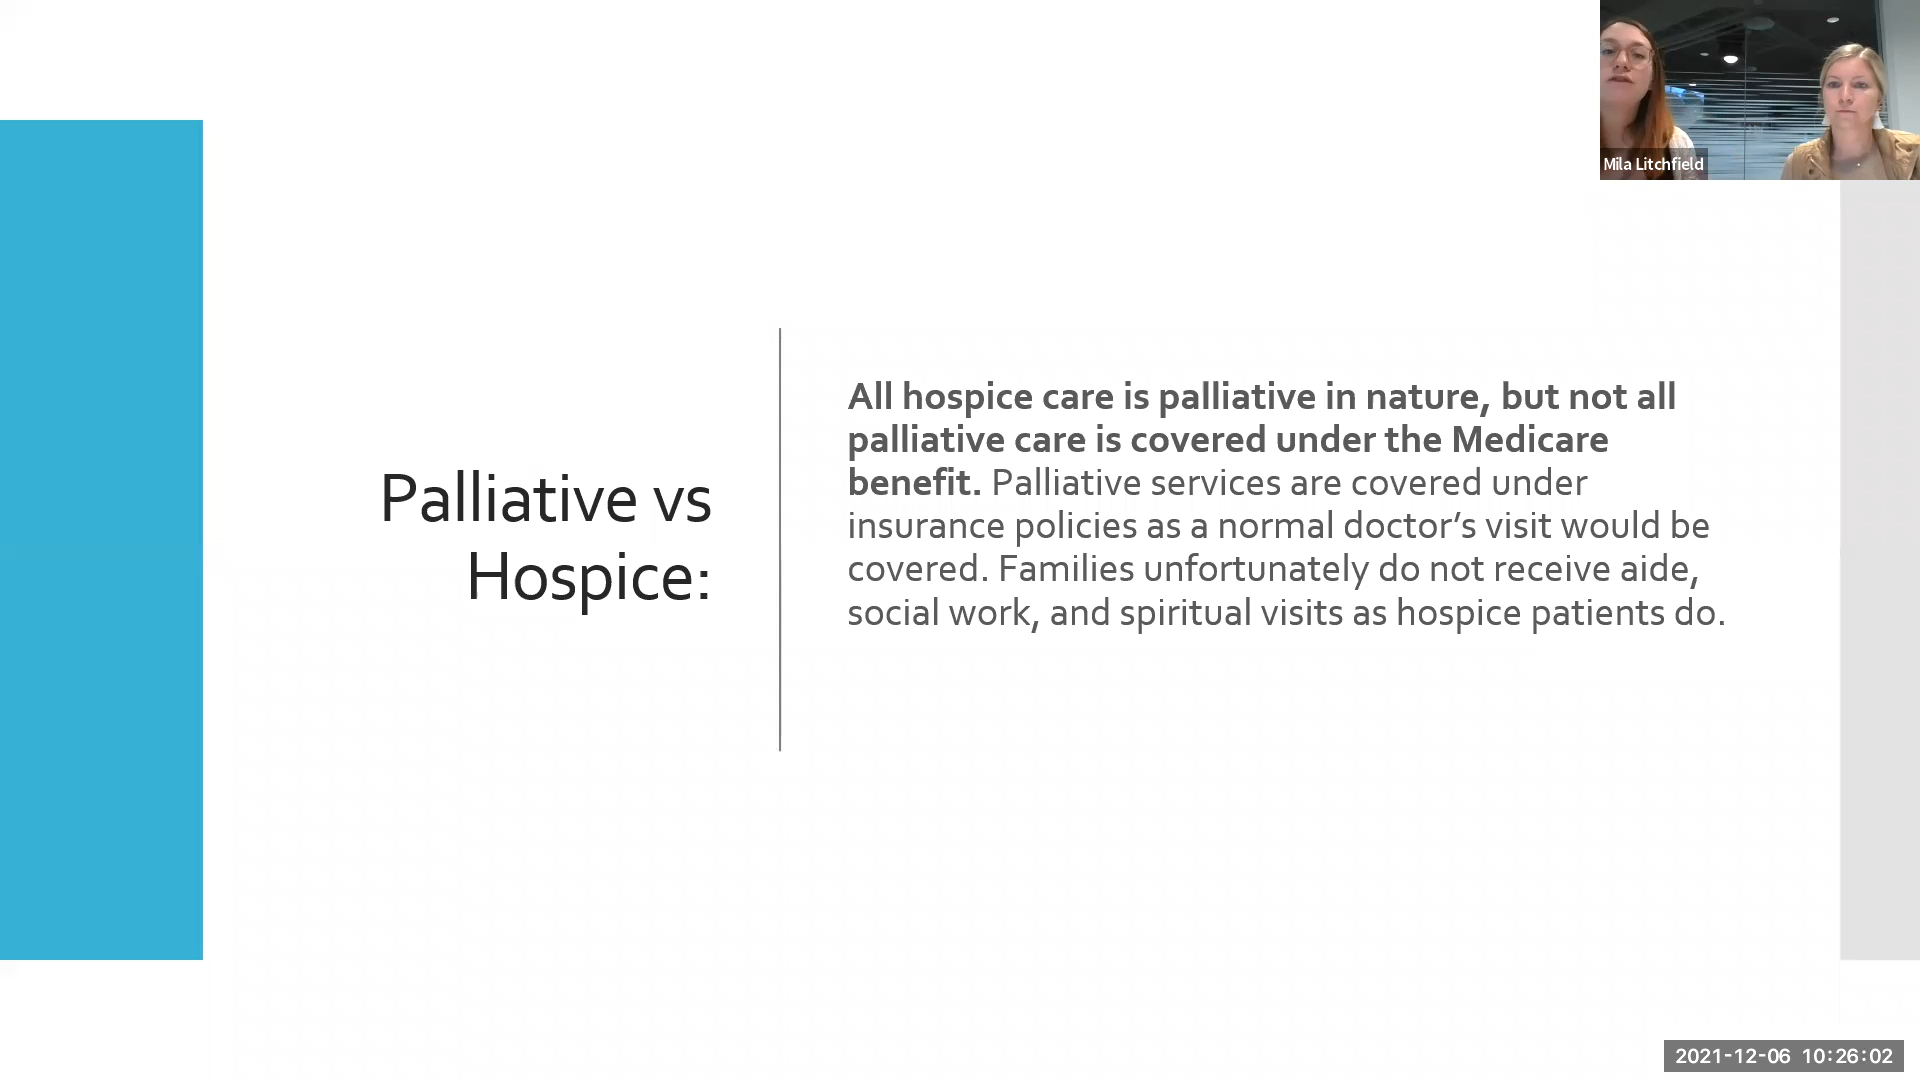 Mila Litchfield
Palliative vs
Hospice:
All hospice care is palliative in nature, but not all
palliative care is covered under the Medicare
benefit. Palliative services are covered under
insurance policies as a normal doctor’s visit would be
covered. Families unfortunately do not receive aide,
social work, and spiritual visits as hospice patients do.
2021-12-06 10:26:02